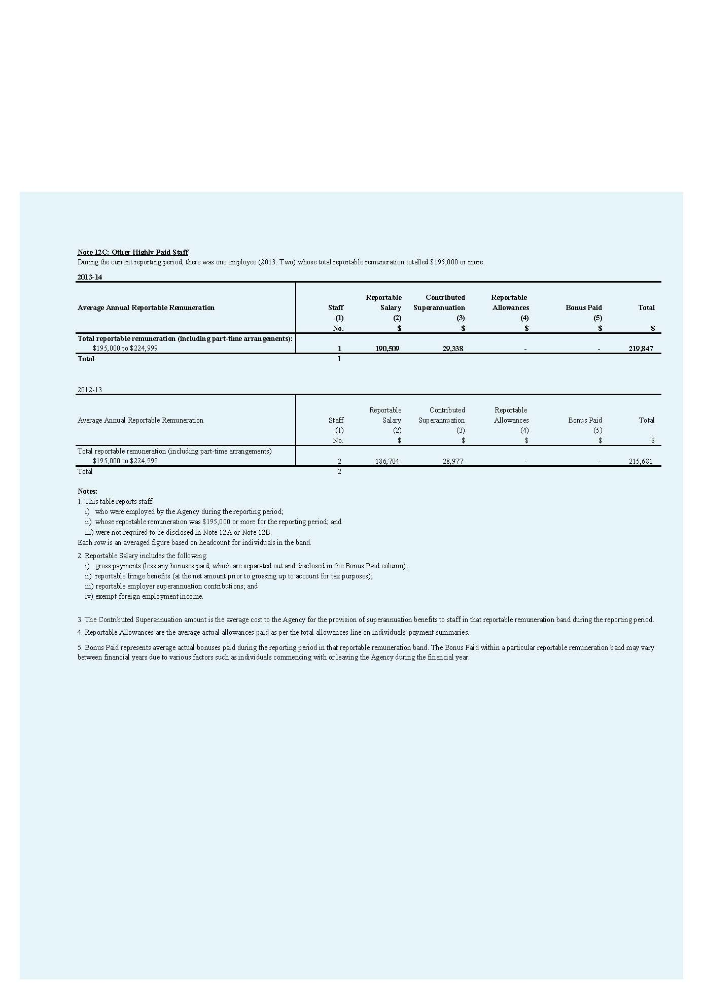 Note 12C: Other Highly Paid Staff
During the current reporting period, there was one employee (2013: Two) whose total reportable remuneration totalled $195,000 or more.
2013-14
Reportable Contributed Reportable
Average Annual Reportable Remuneration Staff Salary Superannuation Allowances Bonus Paid Total
(1) (2) (3) (4) (5)
No. $ $ $ $ $
Total reportable remuneration (including part-time arrangements):
$195,000 to $224,999 1 190,509 29,338 - - 219,847
Total 1
2012-13
Reportable Contributed Reportable
Average Annual Reportable Remuneration Staff Salary Superannuation Allowances Bonus Paid Total
(1) (2) (3) (4) (5)
No. $ $ $ $ $
Total reportable remuneration (including part-time arrangements)
$195,000 to $224,999 2 186,704 28,977 - - 215,681
Total 2
Notes:
1. This table reports staff:
i) who were employed by the Agency during the reporting period;
ii) whose reportable remuneration was $195,000 or more for the reporting period; and
iii) were not required to be disclosed in Note 12A or Note 12B.
Each row is an averaged figure based on headcount for individuals in the band.
2. Reportable Salary includes the following:
i) gross payments (less any bonuses paid, which are separated out and disclosed in the Bonus Paid column);
ii) reportable fringe benefits (at the net amount prior to grossing up to account for tax purposes);
iii) reportable employer superannuation contributions; and
iv) exempt foreign employment income.
3. The Contributed Superannuation amount is the average cost to the Agency for the provision of superannuation benefits to staff in that reportable remuneration band during the reporting period.
4. Reportable Allowances are the average actual allowances paid as per the total allowances line on individuals' payment summaries.
5. Bonus Paid represents average actual bonuses paid during the reporting period in that reportable remuneration band. The Bonus Paid within a particular reportable remuneration band may vary
between financial years due to various factors such as individuals commencing with or leaving the Agency during the financial year.